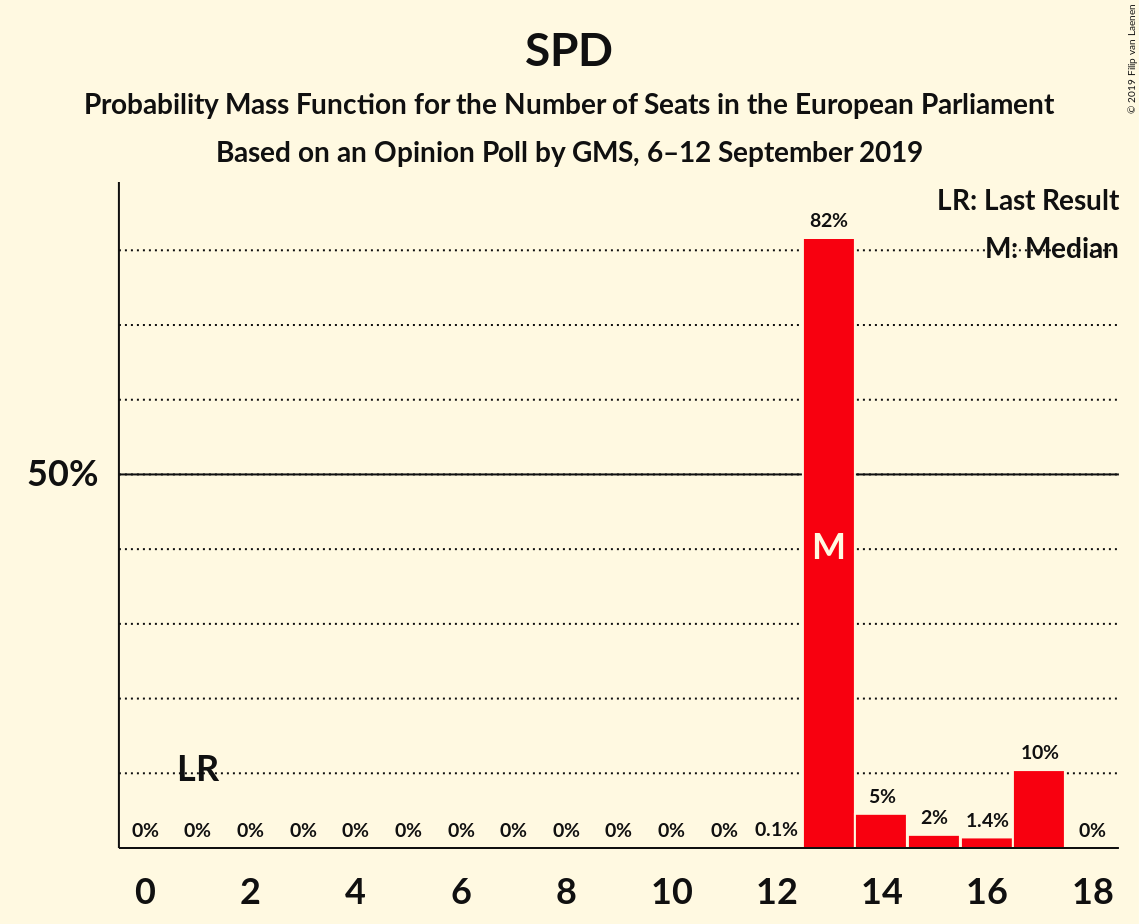 SPD
Probability Mass Function for the Number of Seats in the European Parliament
Based on an Opinion Poll by GMS, 6–12 September 2019
© 2019 Filip van Laenen
LR: Last Result
M: Median
82%
50%
M
LR
10%
5%
0% 0% 0% 0% 0% 0% 0% 0% 0% 0% 0% 0% 0.1% 2% 1.4% 0%
0 2 4 6 8 10 12 14 16 18